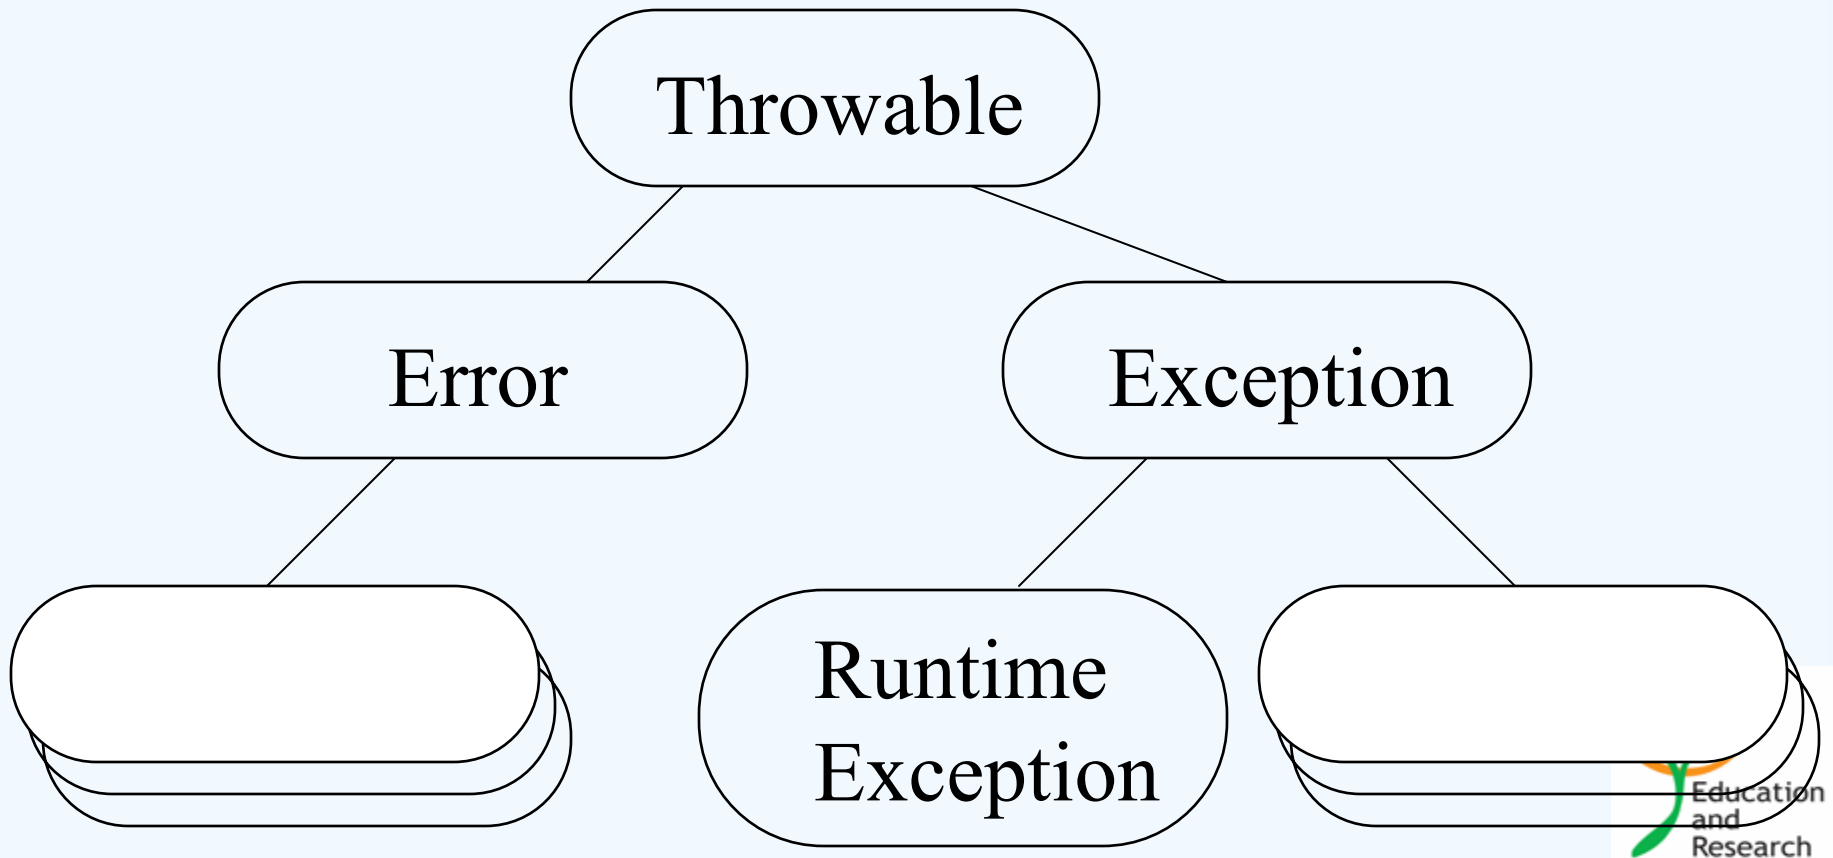 Throwable
Error
Exception
Runtime
Exception
Education
and
Research